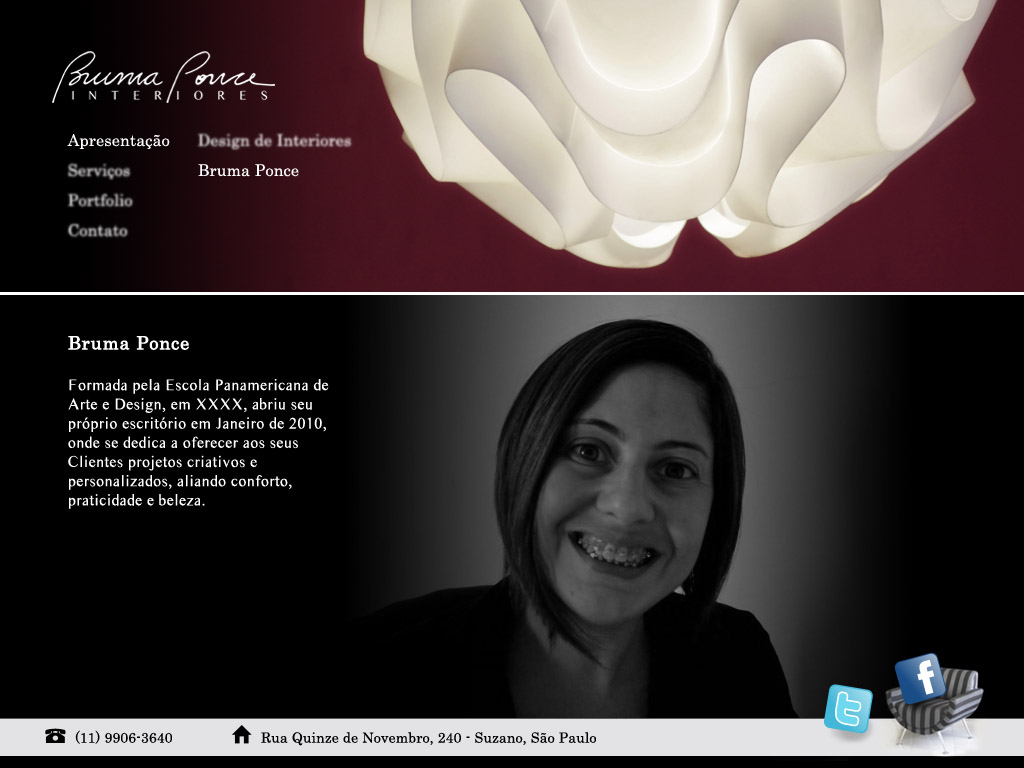 Bruma Ponce
INTERIORES
Apresentação
Design de Interiores
Serviços
Bruma Ponce
Portfolio
Contato
Bruma Ponce
Formada pela Escola Panamericana de
Arte e Design, em XXXX, abriu seu
próprio escritório em Janeiro de 2010,
onde se dedica a oferecer aos seus
Clientes projetos criativos e
personalizados, aliando conforto,
praticidade e beleza.
(11) 9906-3640
Rua Quinze de Novembro, 240 - Suzano, São Paulo